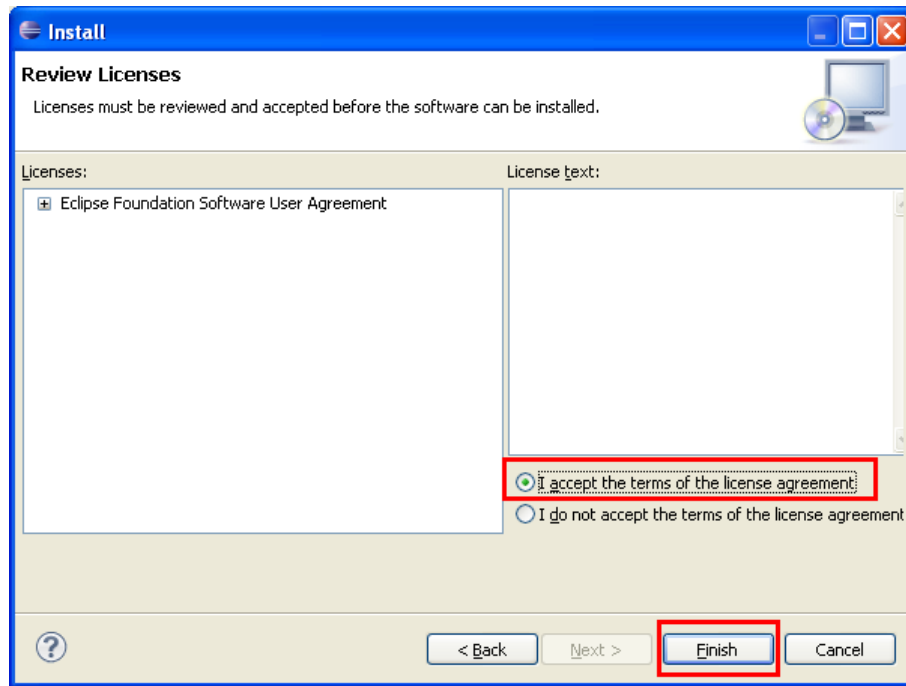 Install
Review Licenses
Licenses must be reviewed and accepted before the software can be installed.
Licenses:
License text:
Eclipse Foundation Software User Agreement
I accept the terms of the license agreement
I do not accept the terms of the license agreement
?
< Back
Next >
Finish
Cancel